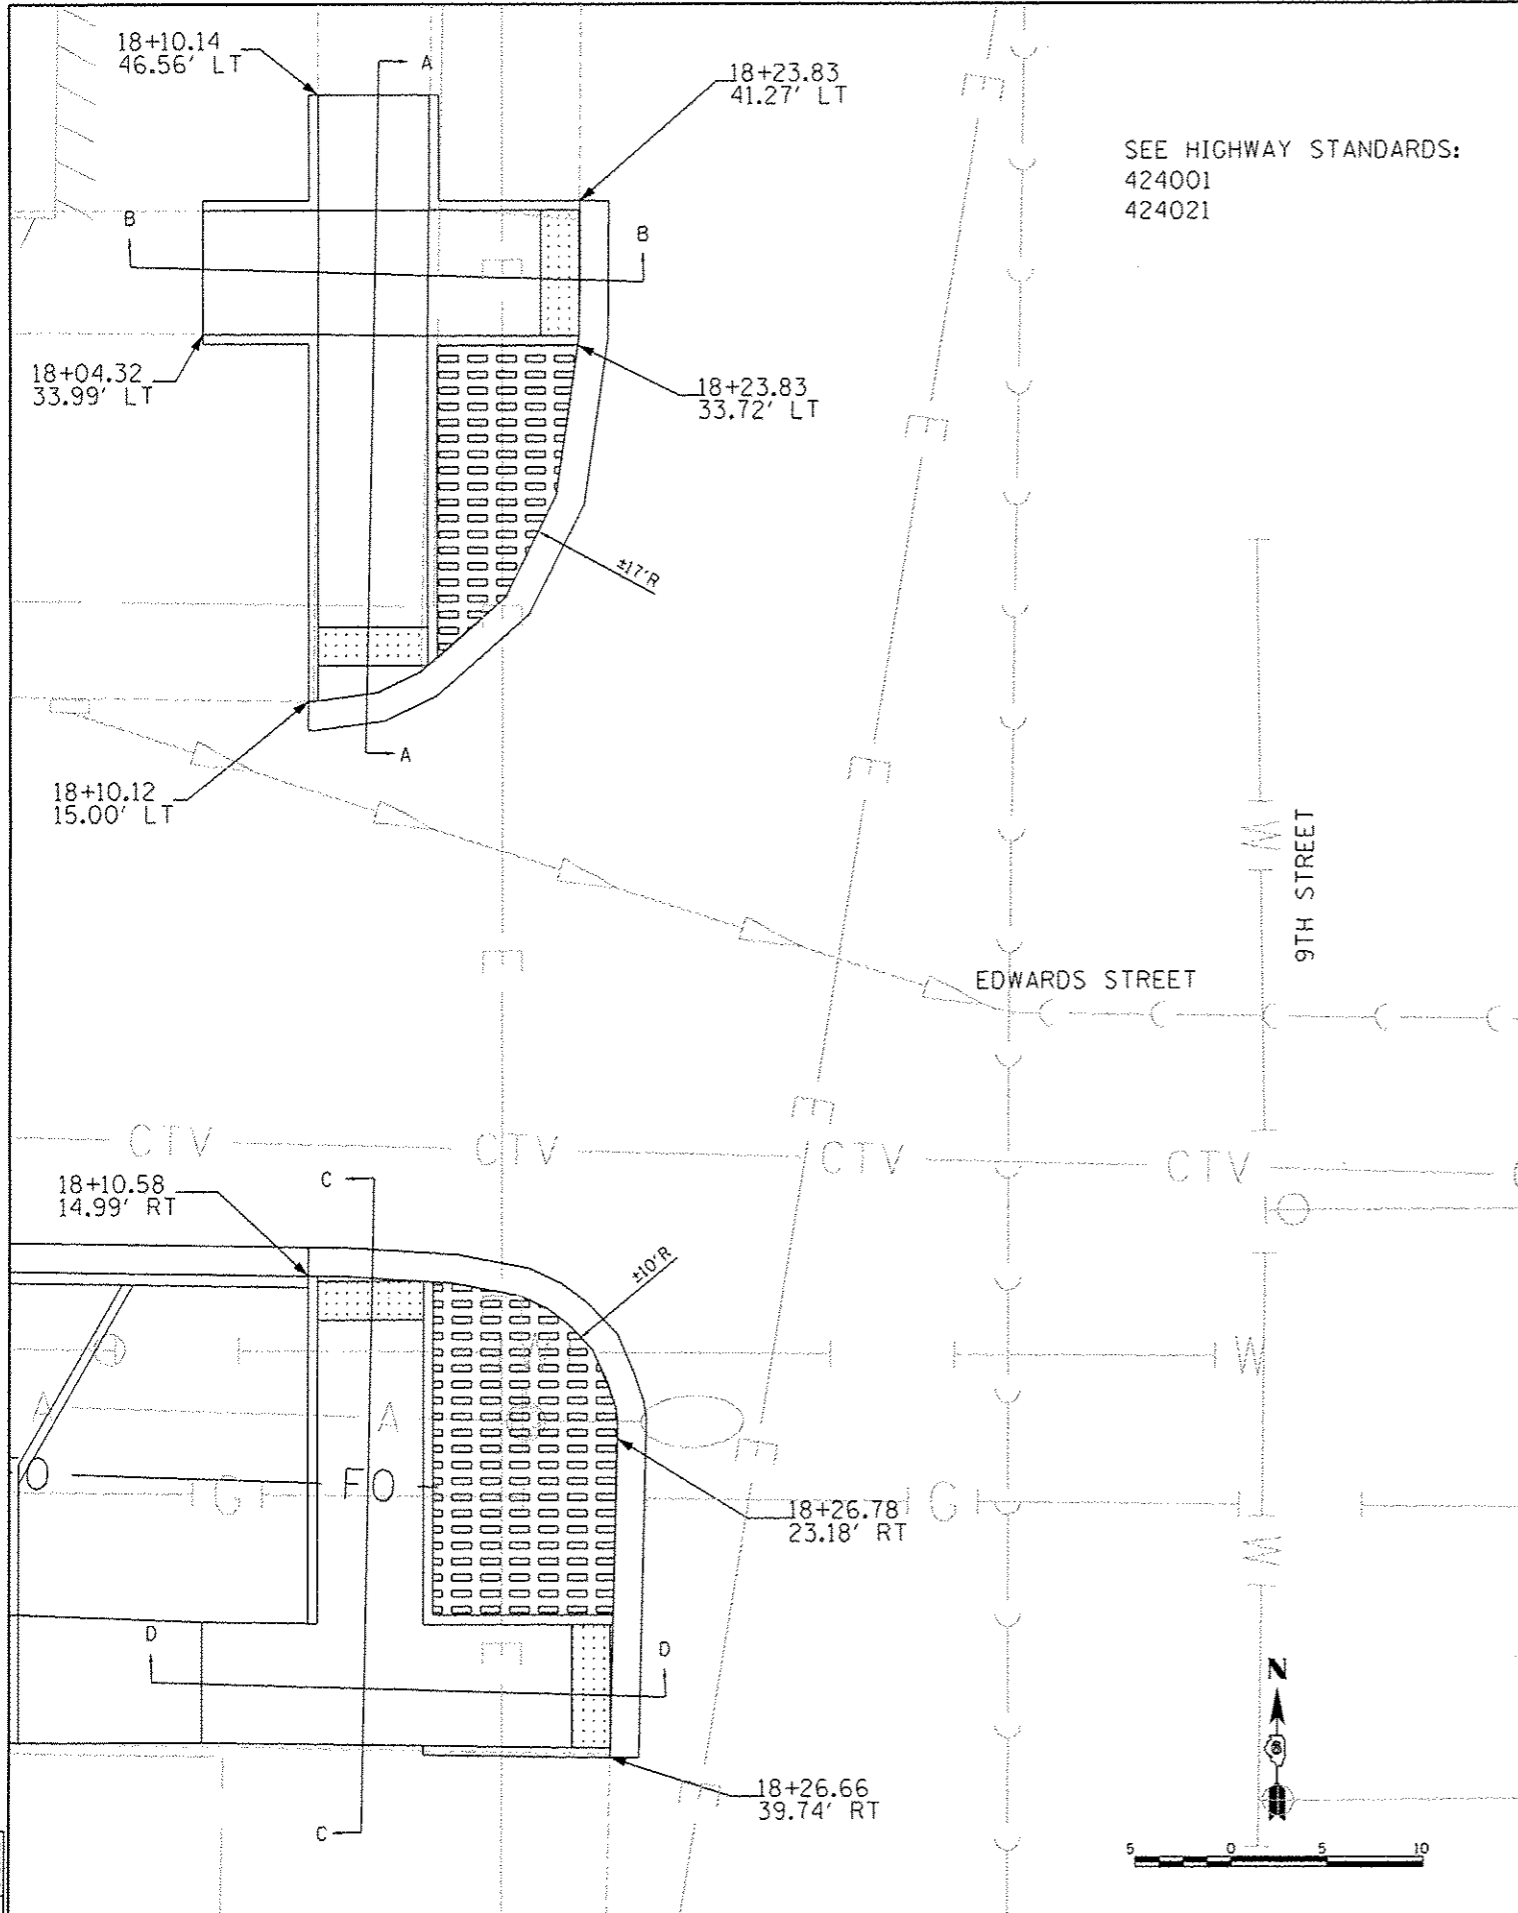 18+10.14
46.56' LT
A
18+23.83
41.27' LT
E
SEE HIGHWAY STANDARDS:
424001
424021
B
B
E
18+04.32
33.99' LT
18+23.83
33.72' LT
E
±17'R
E
A
E
18+10.12
15.00' LT
W
9TH STREET
E
EDWARDS STREET
E
CTV
CTV
CTV
CTV
18+10.58
14.99' RT
C
±10'R
W
A
A
E
O
FO
G
G
18+26.78
23.18' RT
W
D
D
E
N
18+26.66
39.74' RT
E
C
5 0 5 10